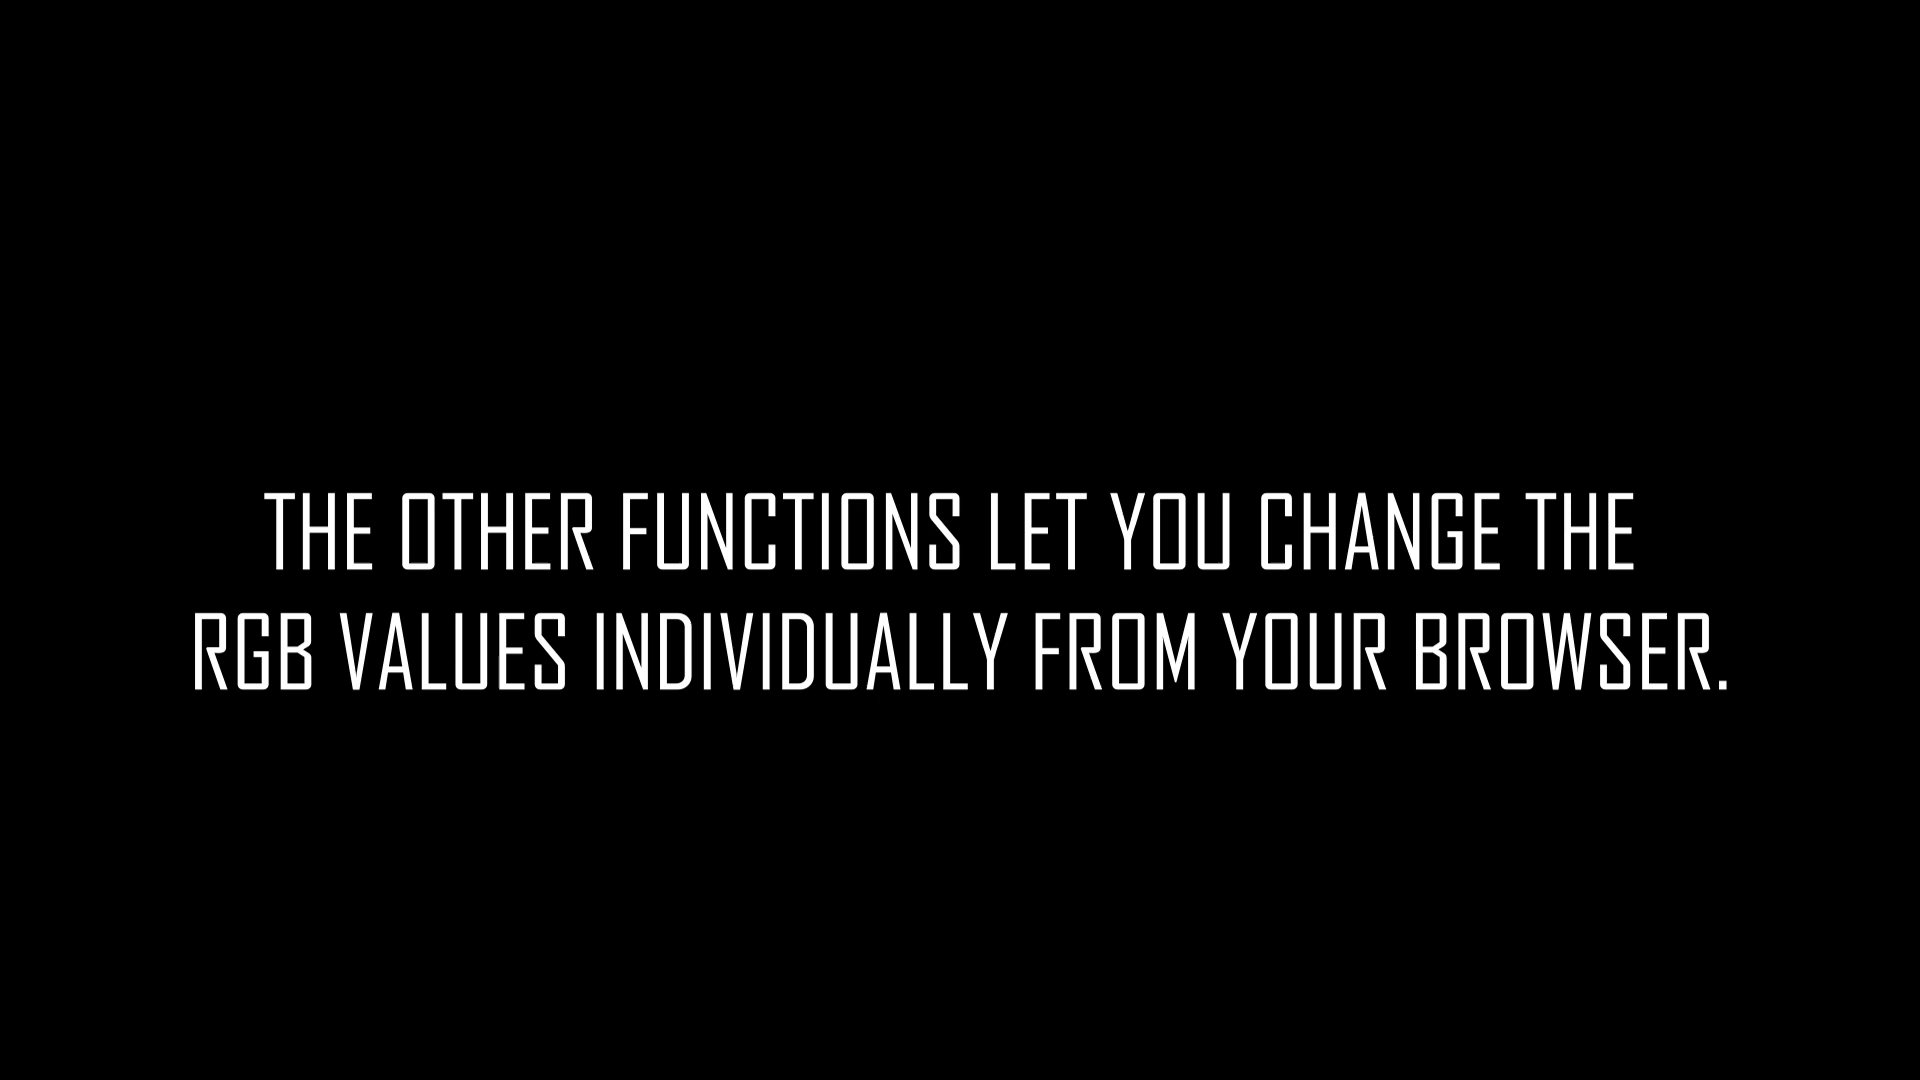 THE OTHER FUNCTIONS LET YOU CHANGE THE
RGB VALUES INDIVIDUALLY FROM YOUR BROWSER.